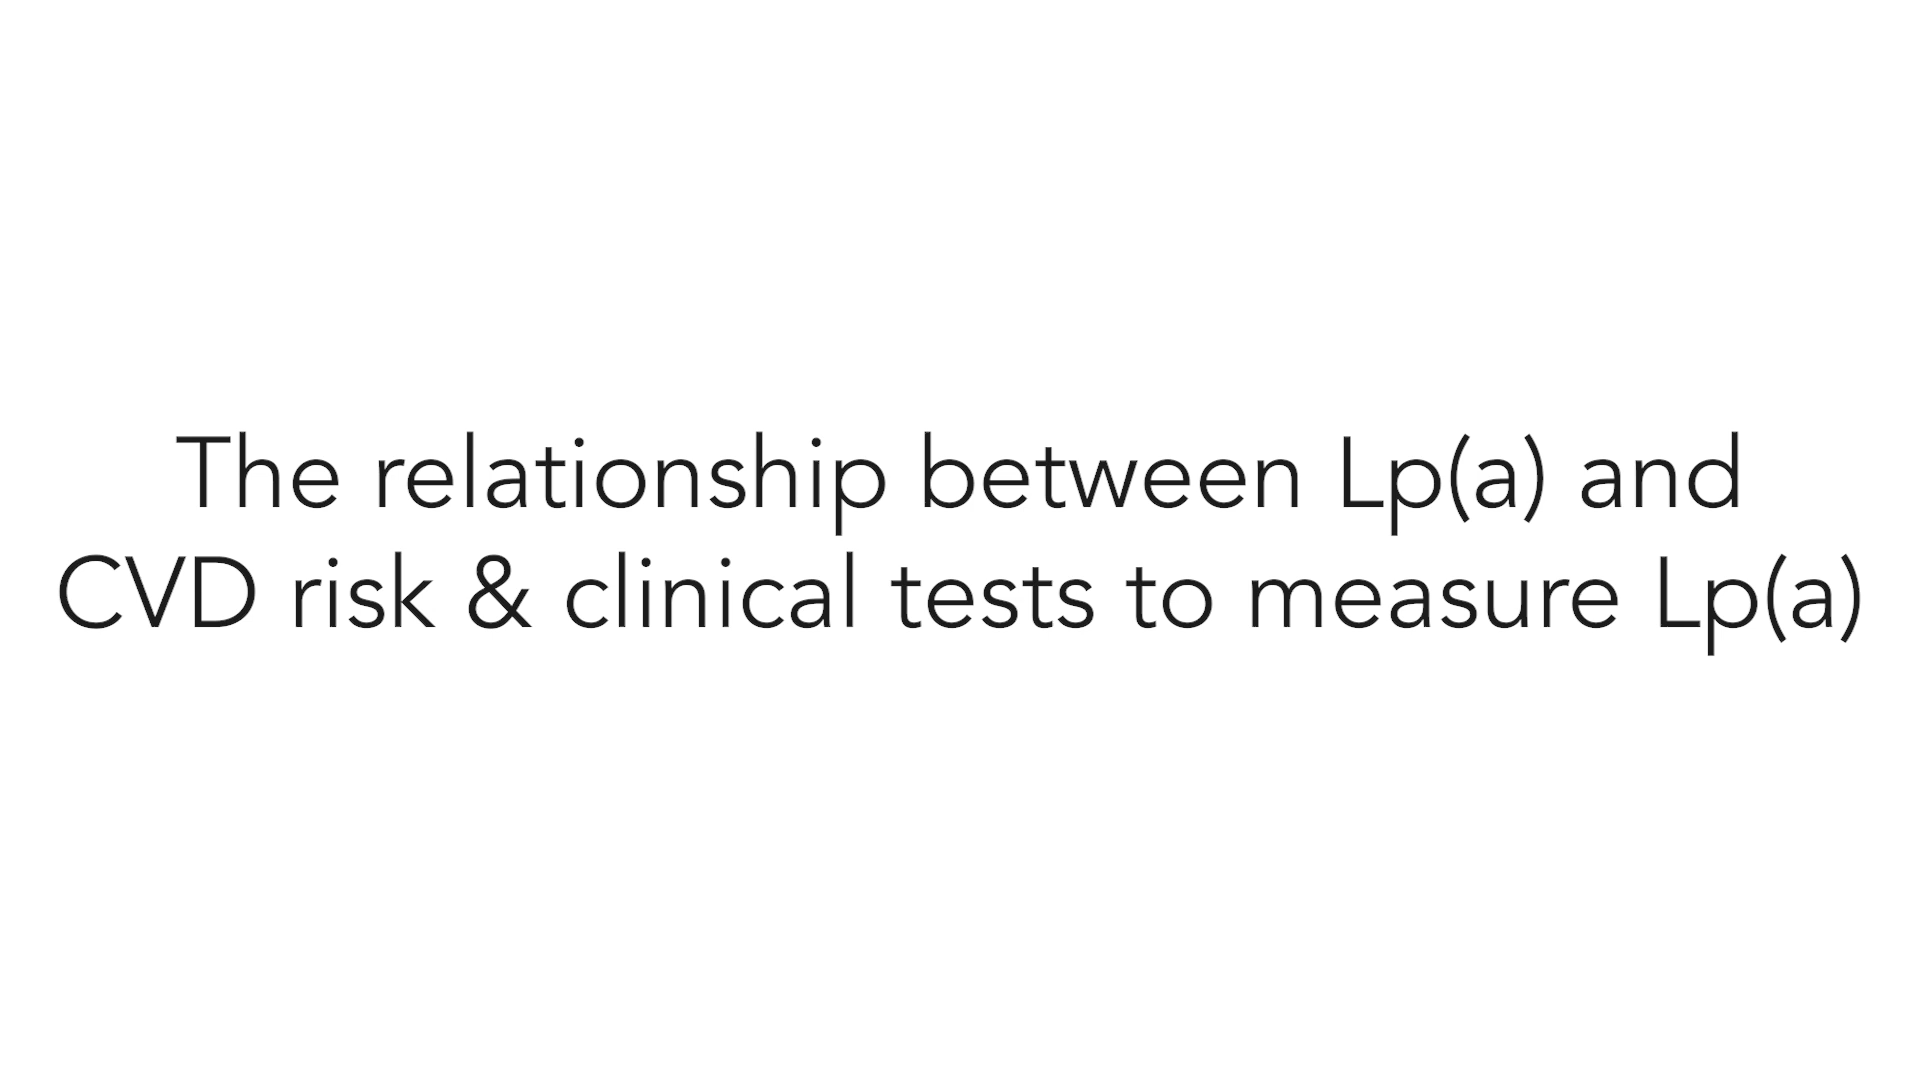 The relationship between Lp(a) and
CVD risk & clinical tests to measure Lp(a)